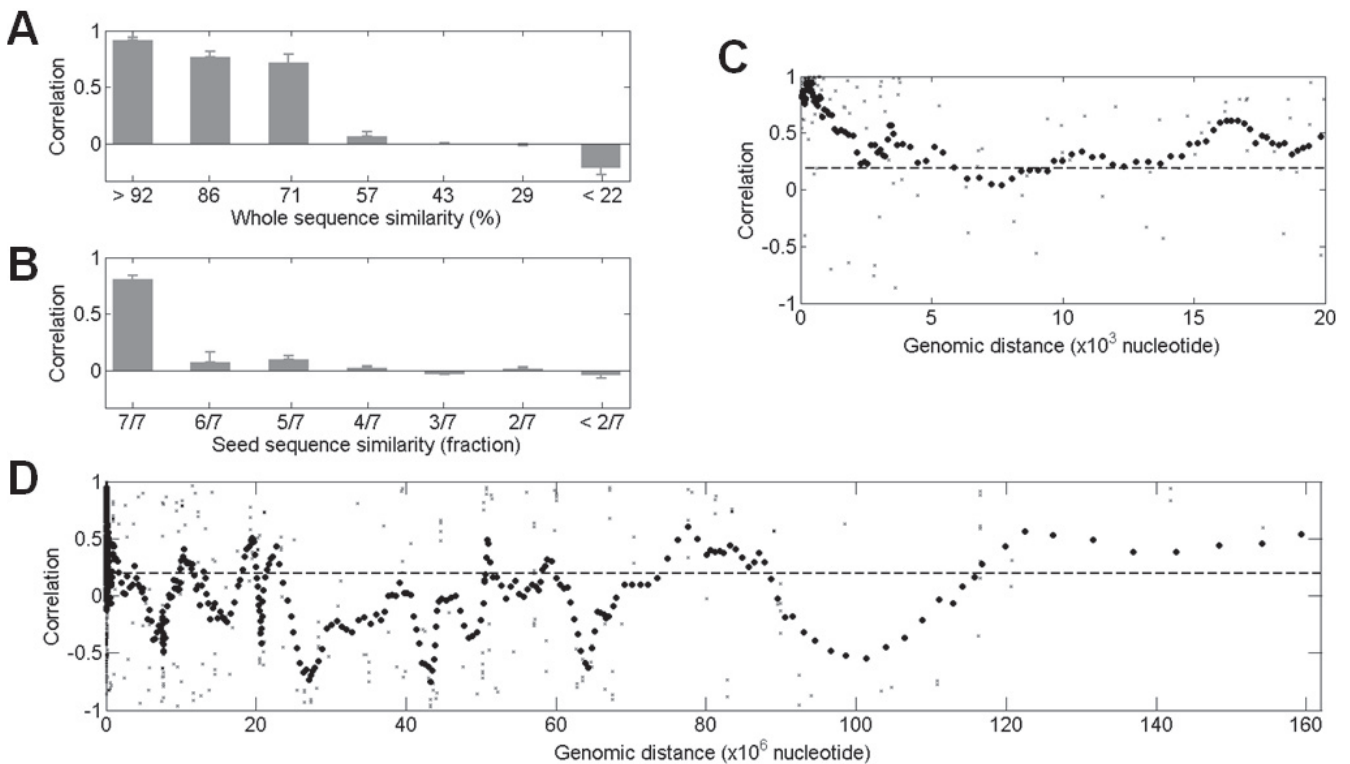 A
Correlation
1
0.5
0
> 92 86 71 57 43 29 < 22
Whole sequence similarity (%)
B
Correlation
1
0.5
0
7/7 6/7 5/7 4/7 3/7 2/7 < 2/7
Seed sequence similarity (fraction)
C
Correlation
1
0.5
0
-0.5
-1
0 5 10 15 20
Genomic distance (x10³ nucleotide)
D
Correlation
1
0.5
0
-0.5
-1
0 20 40 60 80 100 120 140 160
Genomic distance (x10⁶ nucleotide)